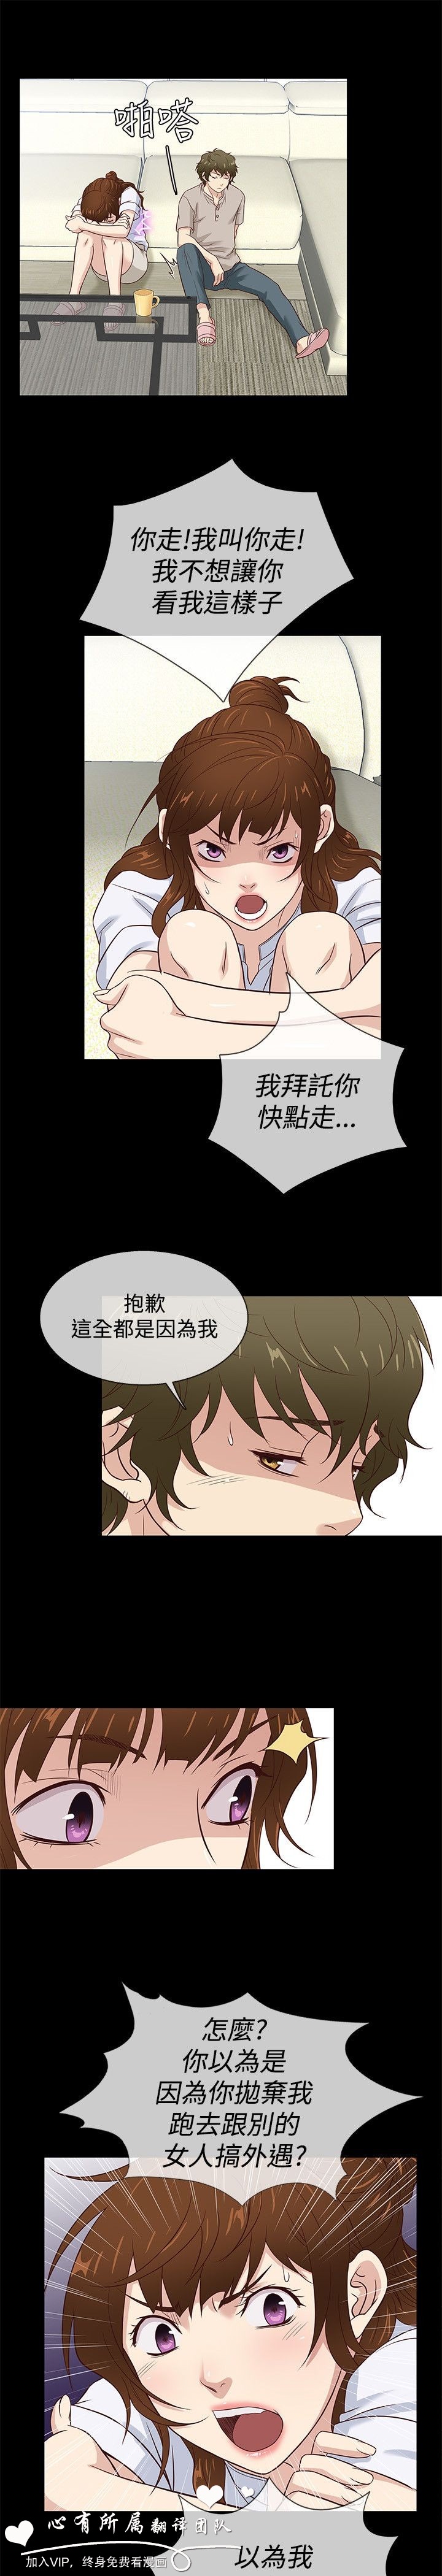 啪嗒
你走!我叫你走!
我不想讓你
看我這樣子
我拜託你
快點走...
抱歉
這全都是因為我
怎麼?
你以為是
因為你拋棄我
跑去跟別的
女人搞外遇?
心有所属翻译团队
加入VIP，终身免费看漫画
以為我